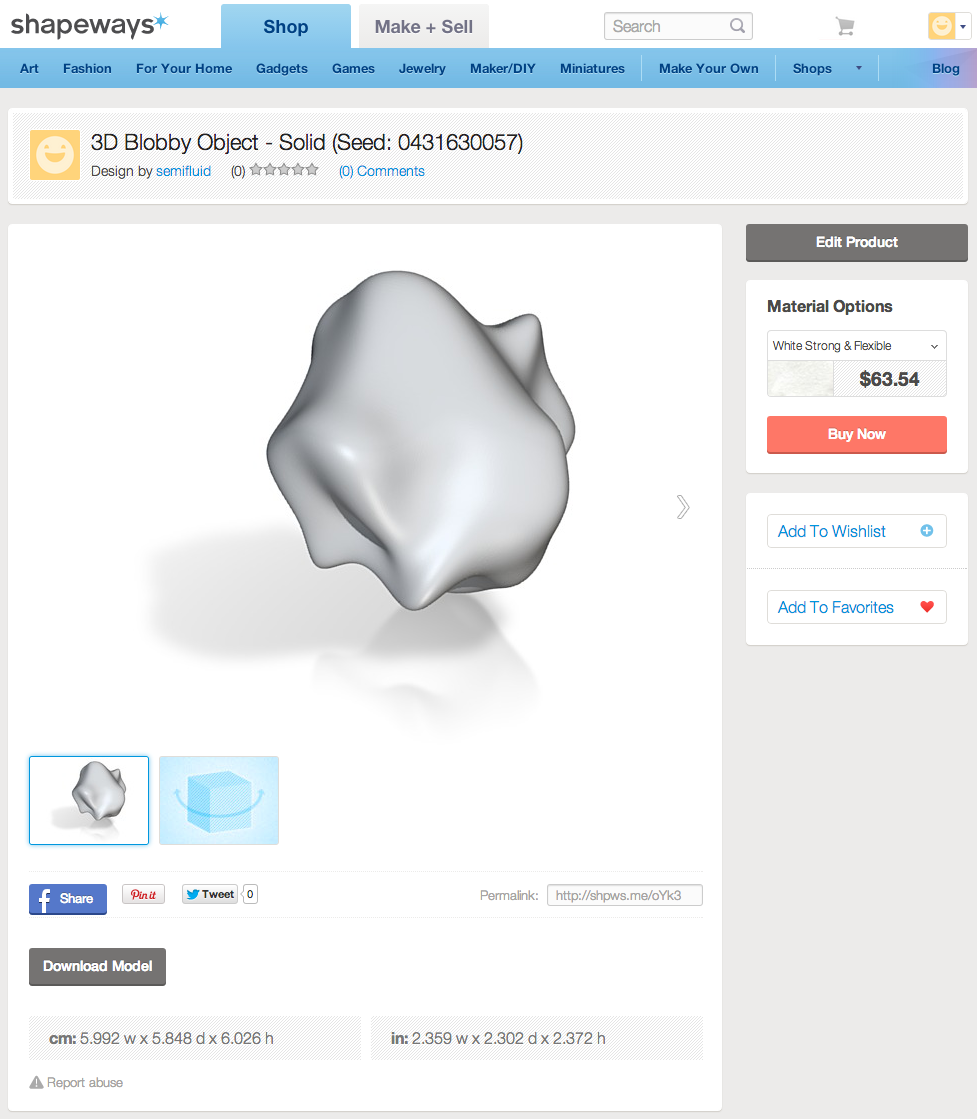 shapeways
Shop
Make + Sell
Search
Art
Fashion
For Your Home
Gadgets
Games
Jewelry
Maker/DIY
Miniatures
Make Your Own
Shops
Blog
3D Blobby Object - Solid (Seed: 0431630057)
Design by semifluid (0) (0) Comments
Edit Product
Material Options
White Strong & Flexible
$63.54
Buy Now
Add To Wishlist
Add To Favorites
Share
Pin it
Tweet
0
Permalink: http://shpws.me/oYk3
Download Model
cm: 5.992 w x 5.848 d x 6.026 h
in: 2.359 w x 2.302 d x 2.372 h
Report abuse